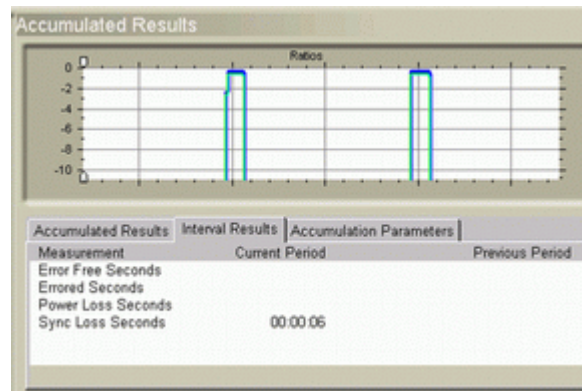 Accumulated Results
Ratios
0
-2
-4
-6
-8
-10
Accumulated Results Interval Results Accumulation Parameters
Measurement Current Period Previous Period
Error Free Seconds
Errored Seconds
Power Loss Seconds
Sync Loss Seconds 00:00:06